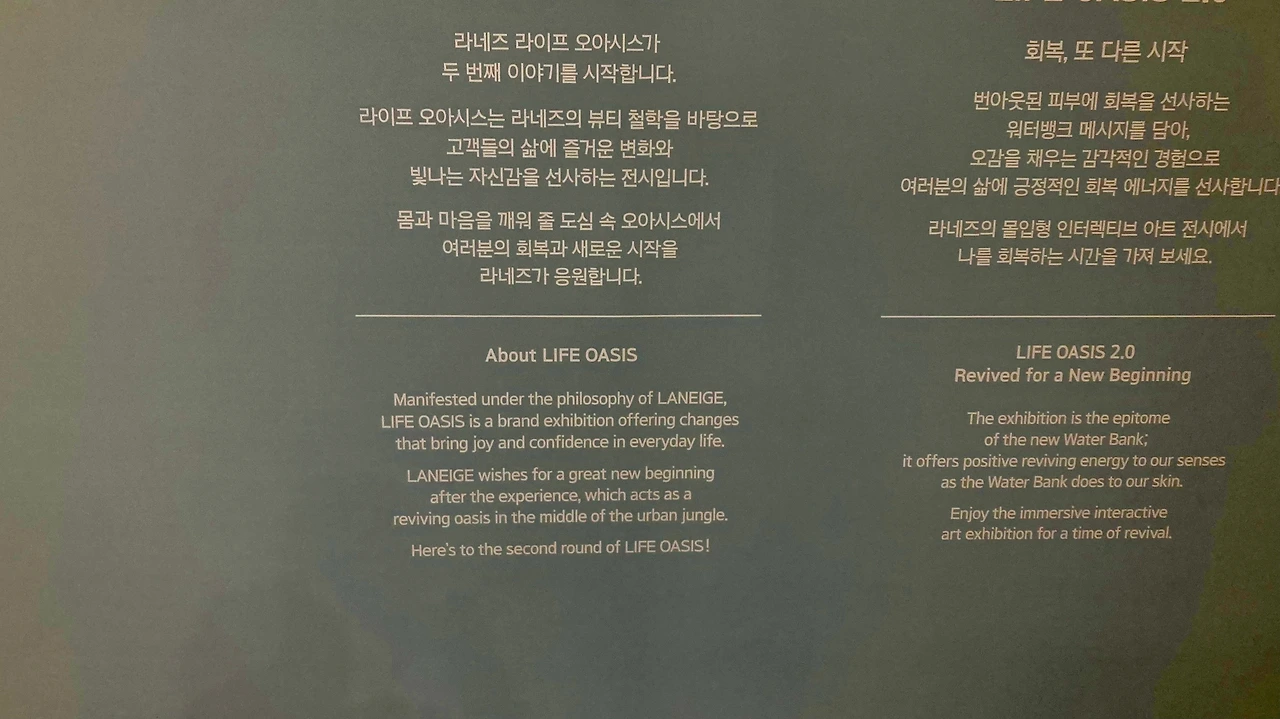 라네즈 라이프 오아시스가
두 번째 이야기를 시작합니다.
라이프 오아시스는 라네즈의 뷰티 철학을 바탕으로
고객들의 삶에 즐거운 변화와
빛나는 자신감을 선사하는 전시입니다.
몸과 마음을 깨워 줄 도심 속 오아시스에서
여러분의 회복과 새로운 시작을
라네즈가 응원합니다.
About LIFE OASIS
Manifested under the philosophy of LANEIGE,
LIFE OASIS is a brand exhibition offering changes
that bring joy and confidence in everyday life.
LANEIGE wishes for a great new beginning
after the experience, which acts as a
reviving oasis in the middle of the urban jungle.
Here's to the second round of LIFE OASIS!
LIFE OASIS 2.0
회복, 또 다른 시작
번아웃된 피부에 회복을 선사하는
워터뱅크 메시지를 담아,
오감을 채우는 감각적인 경험으로
여러분의 삶에 긍정적인 회복 에너지를 선사합니다
라네즈의 몰입형 인터렉티브 아트 전시에서
나를 회복하는 시간을 가져 보세요.
LIFE OASIS 2.0
Revived for a New Beginning
The exhibition is the epitome
of the new Water Bank;
it offers positive reviving energy to our senses
as the Water Bank does to our skin.
Enjoy the immersive interactive
art exhibition for a time of revival.